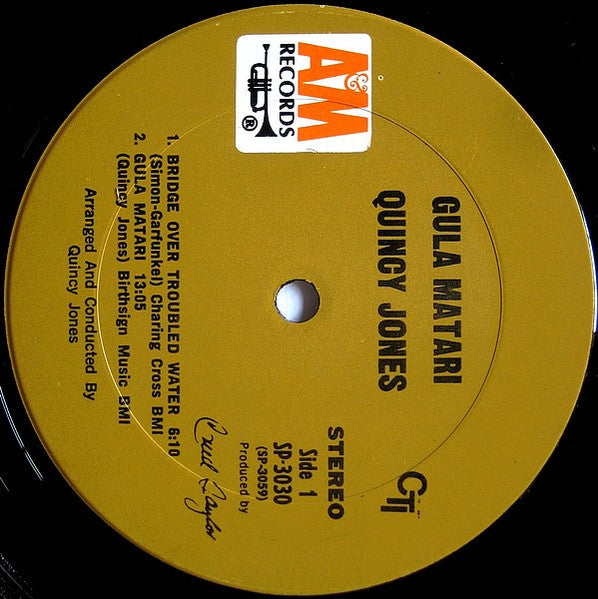 GULA MATARI
QUINCY JONES
A&M
RECORDS
®
CTi
STEREO
Side 1
SP-3030
(SP-3059)
Produced by
Creed Taylor
1. BRIDGE OVER TROUBLED WATER 6:10
(Simon-Garfunkel) Charing Cross BMI
2. GULA MATARI 13:05
(Quincy Jones) Birthsign Music BMI
Arranged And Conducted By
Quincy Jones